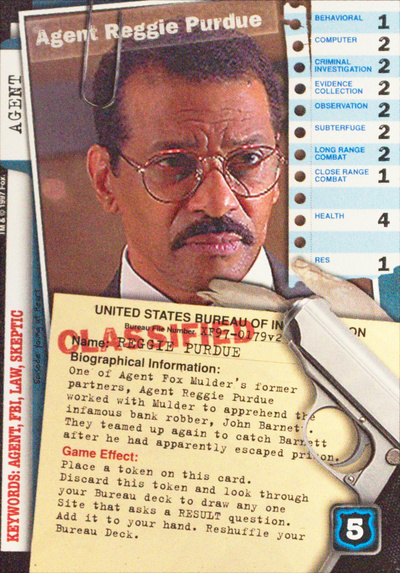 Agent Reggie Purdue
AGENT
TM & © 1997 Fox.
KEYWORDS: AGENT, FBI, LAW, SKEPTIC
BEHAVIORAL 1
COMPUTER 2
CRIMINAL
INVESTIGATION 2
EVIDENCE
COLLECTION 2
OBSERVATION 2
SUBTERFUGE 2
LONG RANGE
COMBAT 2
CLOSE RANGE
COMBAT 1
HEALTH 4
RES 1
UNITED STATES BUREAU OF IN ION
Bureau File Number: XF97-0179v2
CLASSIFIED
Name: REGGIE PURDUE
Biographical Information:
One of Agent Fox Mulder's former
partners, Agent Reggie Purdue
worked with Mulder to apprehend the
infamous bank robber, John Barnett.
They teamed up again to catch Barnett
after he had apparently escaped prison.
Game Effect:
Place a token on this card.
Discard this token and look through
your Bureau deck to draw any one
Site that asks a RESULT question.
Add it to your hand. Reshuffle your
Bureau Deck.
5